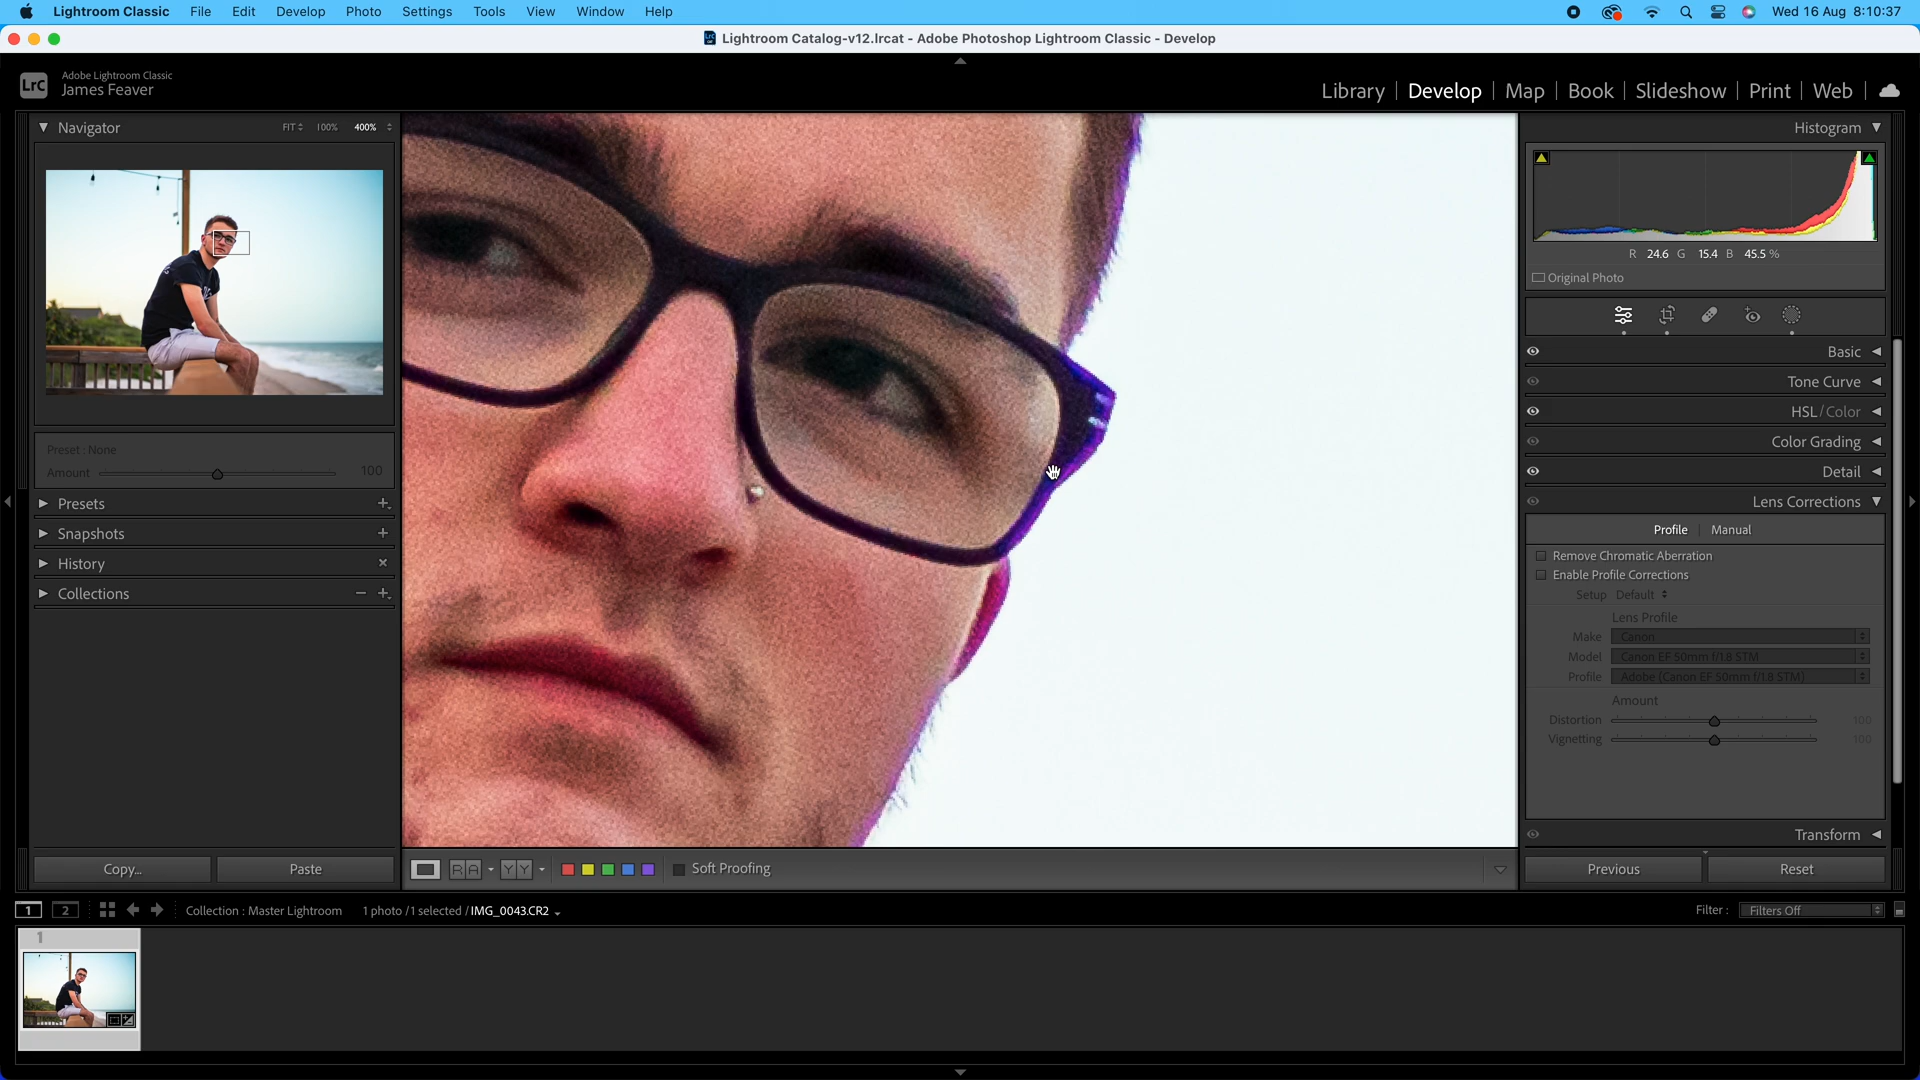 Lightroom Classic File Edit Develop Photo Settings Tools View Window Help Wed 16 Aug 8:10:37
Lrc Lightroom Catalog-v12.lrcat - Adobe Photoshop Lightroom Classic - Develop
LrC Adobe Lightroom Classic
James Feaver
Library Develop Map Book Slideshow Print Web
Navigator FIT 100% 400%
Histogram
R 24.6 G 15.4 B 45.5 %
Original Photo
Basic
Tone Curve
HSL / Color
Color Grading
Detail
Lens Corrections
Profile Manual
Remove Chromatic Aberration
Enable Profile Corrections
Setup Default
Lens Profile
Make Canon
Model Canon EF 50mm f/1.8 STM
Profile Adobe (Canon EF 50mm f/1.8 STM)
Amount
Distortion 100
Vignetting 100
Transform
Previous Reset
Preset : None
Amount 100
Presets
Snapshots
History
Collections
Copy... Paste
R A Y Y Soft Proofing
1 2 Collection : Master Lightroom 1 photo / 1 selected / IMG_0043.CR2 Filter : Filters Off
1